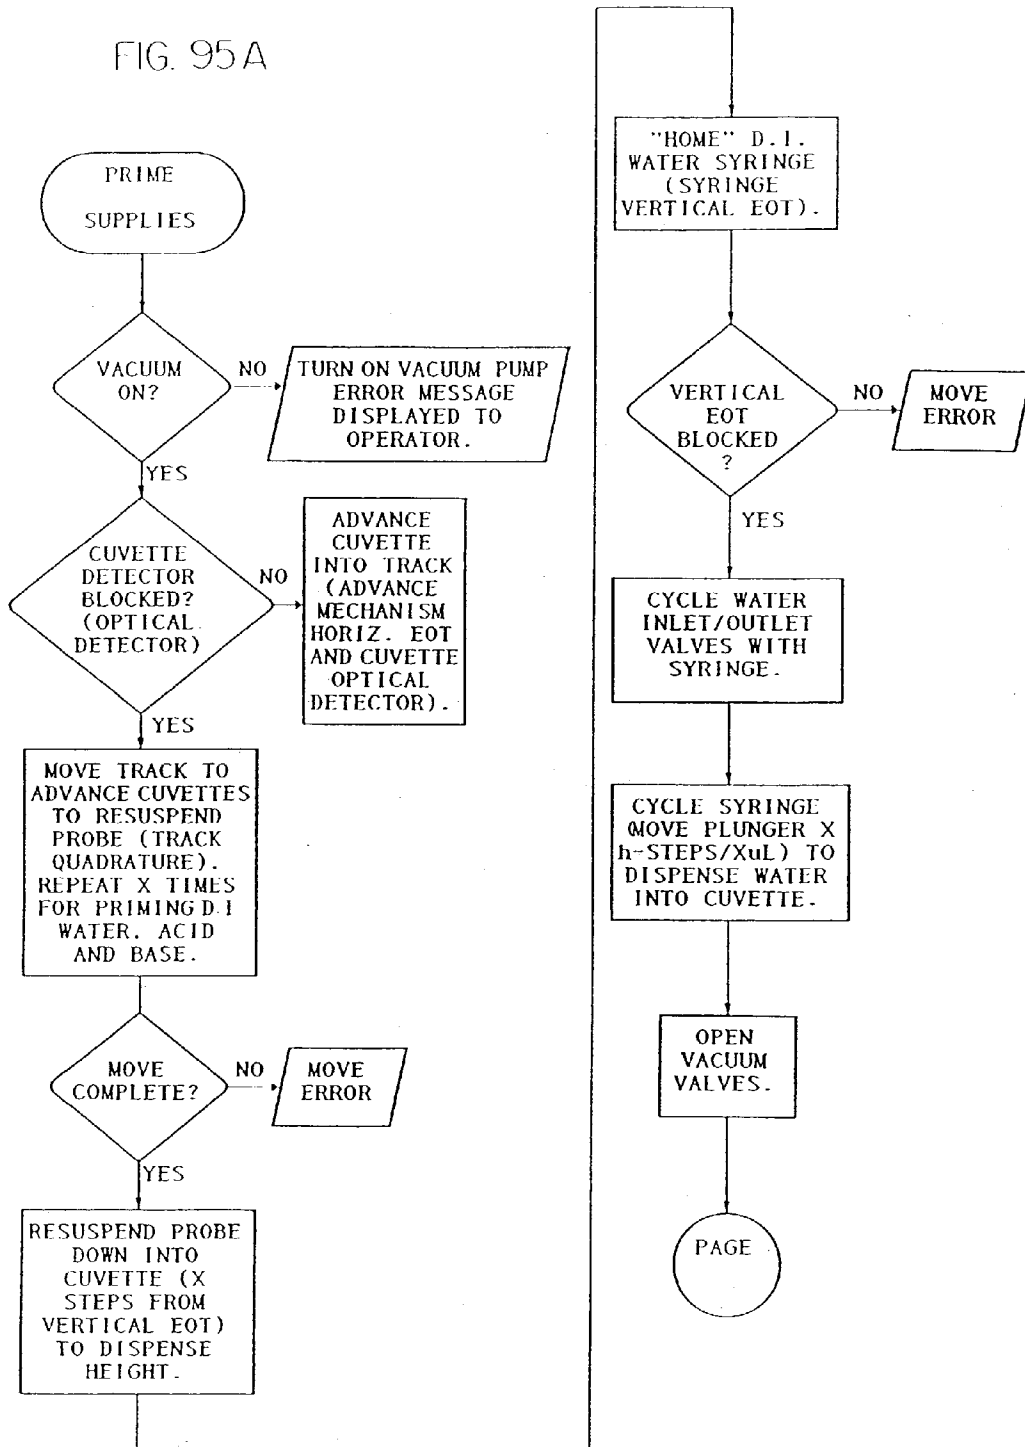 FIG. 95A
PRIME
SUPPLIES
VACUUM
ON?
NO
TURN ON VACUUM PUMP
ERROR MESSAGE
DISPLAYED TO
OPERATOR.
YES
CUVETTE
DETECTOR
BLOCKED?
(OPTICAL
DETECTOR)
NO
ADVANCE
CUVETTE
INTO TRACK
(ADVANCE
MECHANISM
HORIZ. EOT
AND CUVETTE
OPTICAL
DETECTOR).
YES
MOVE TRACK TO
ADVANCE CUVETTES
TO RESUSPEND
PROBE (TRACK
QUADRATURE).
REPEAT X TIMES
FOR PRIMING D.I
WATER. ACID
AND BASE.
MOVE
COMPLETE?
NO
MOVE
ERROR
YES
RESUSPEND PROBE
DOWN INTO
CUVETTE (X
STEPS FROM
VERTICAL EOT)
TO DISPENSE
HEIGHT.
"HOME" D.I.
WATER SYRINGE
(SYRINGE
VERTICAL EOT).
VERTICAL
EOT
BLOCKED
?
NO
MOVE
ERROR
YES
CYCLE WATER
INLET/OUTLET
VALVES WITH
SYRINGE.
CYCLE SYRINGE
(MOVE PLUNGER X
h-STEPS/XuL) TO
DISPENSE WATER
INTO CUVETTE.
OPEN
VACUUM
VALVES.
PAGE